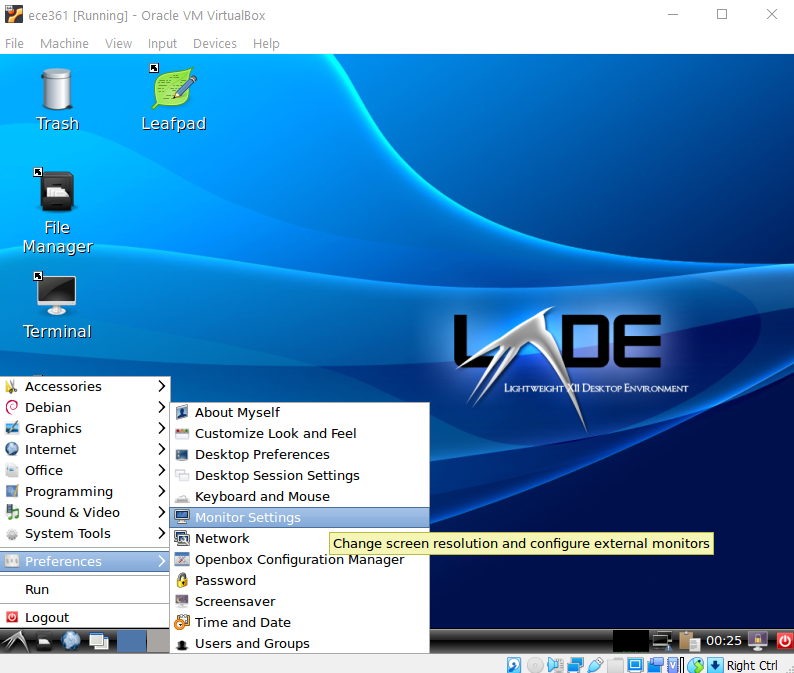 ece361 [Running] - Oracle VM VirtualBox
File Machine View Input Devices Help
Trash
Leafpad
File
Manager
Terminal
LXDE
Lightweight X11 Desktop Environment
Accessories
Debian
Graphics
Internet
Office
Programming
Sound & Video
System Tools
Preferences
Run
Logout
About Myself
Customize Look and Feel
Desktop Preferences
Desktop Session Settings
Keyboard and Mouse
Monitor Settings
Network
Change screen resolution and configure external monitors
Openbox Configuration Manager
Password
Screensaver
Time and Date
Users and Groups
00:25
Right Ctrl